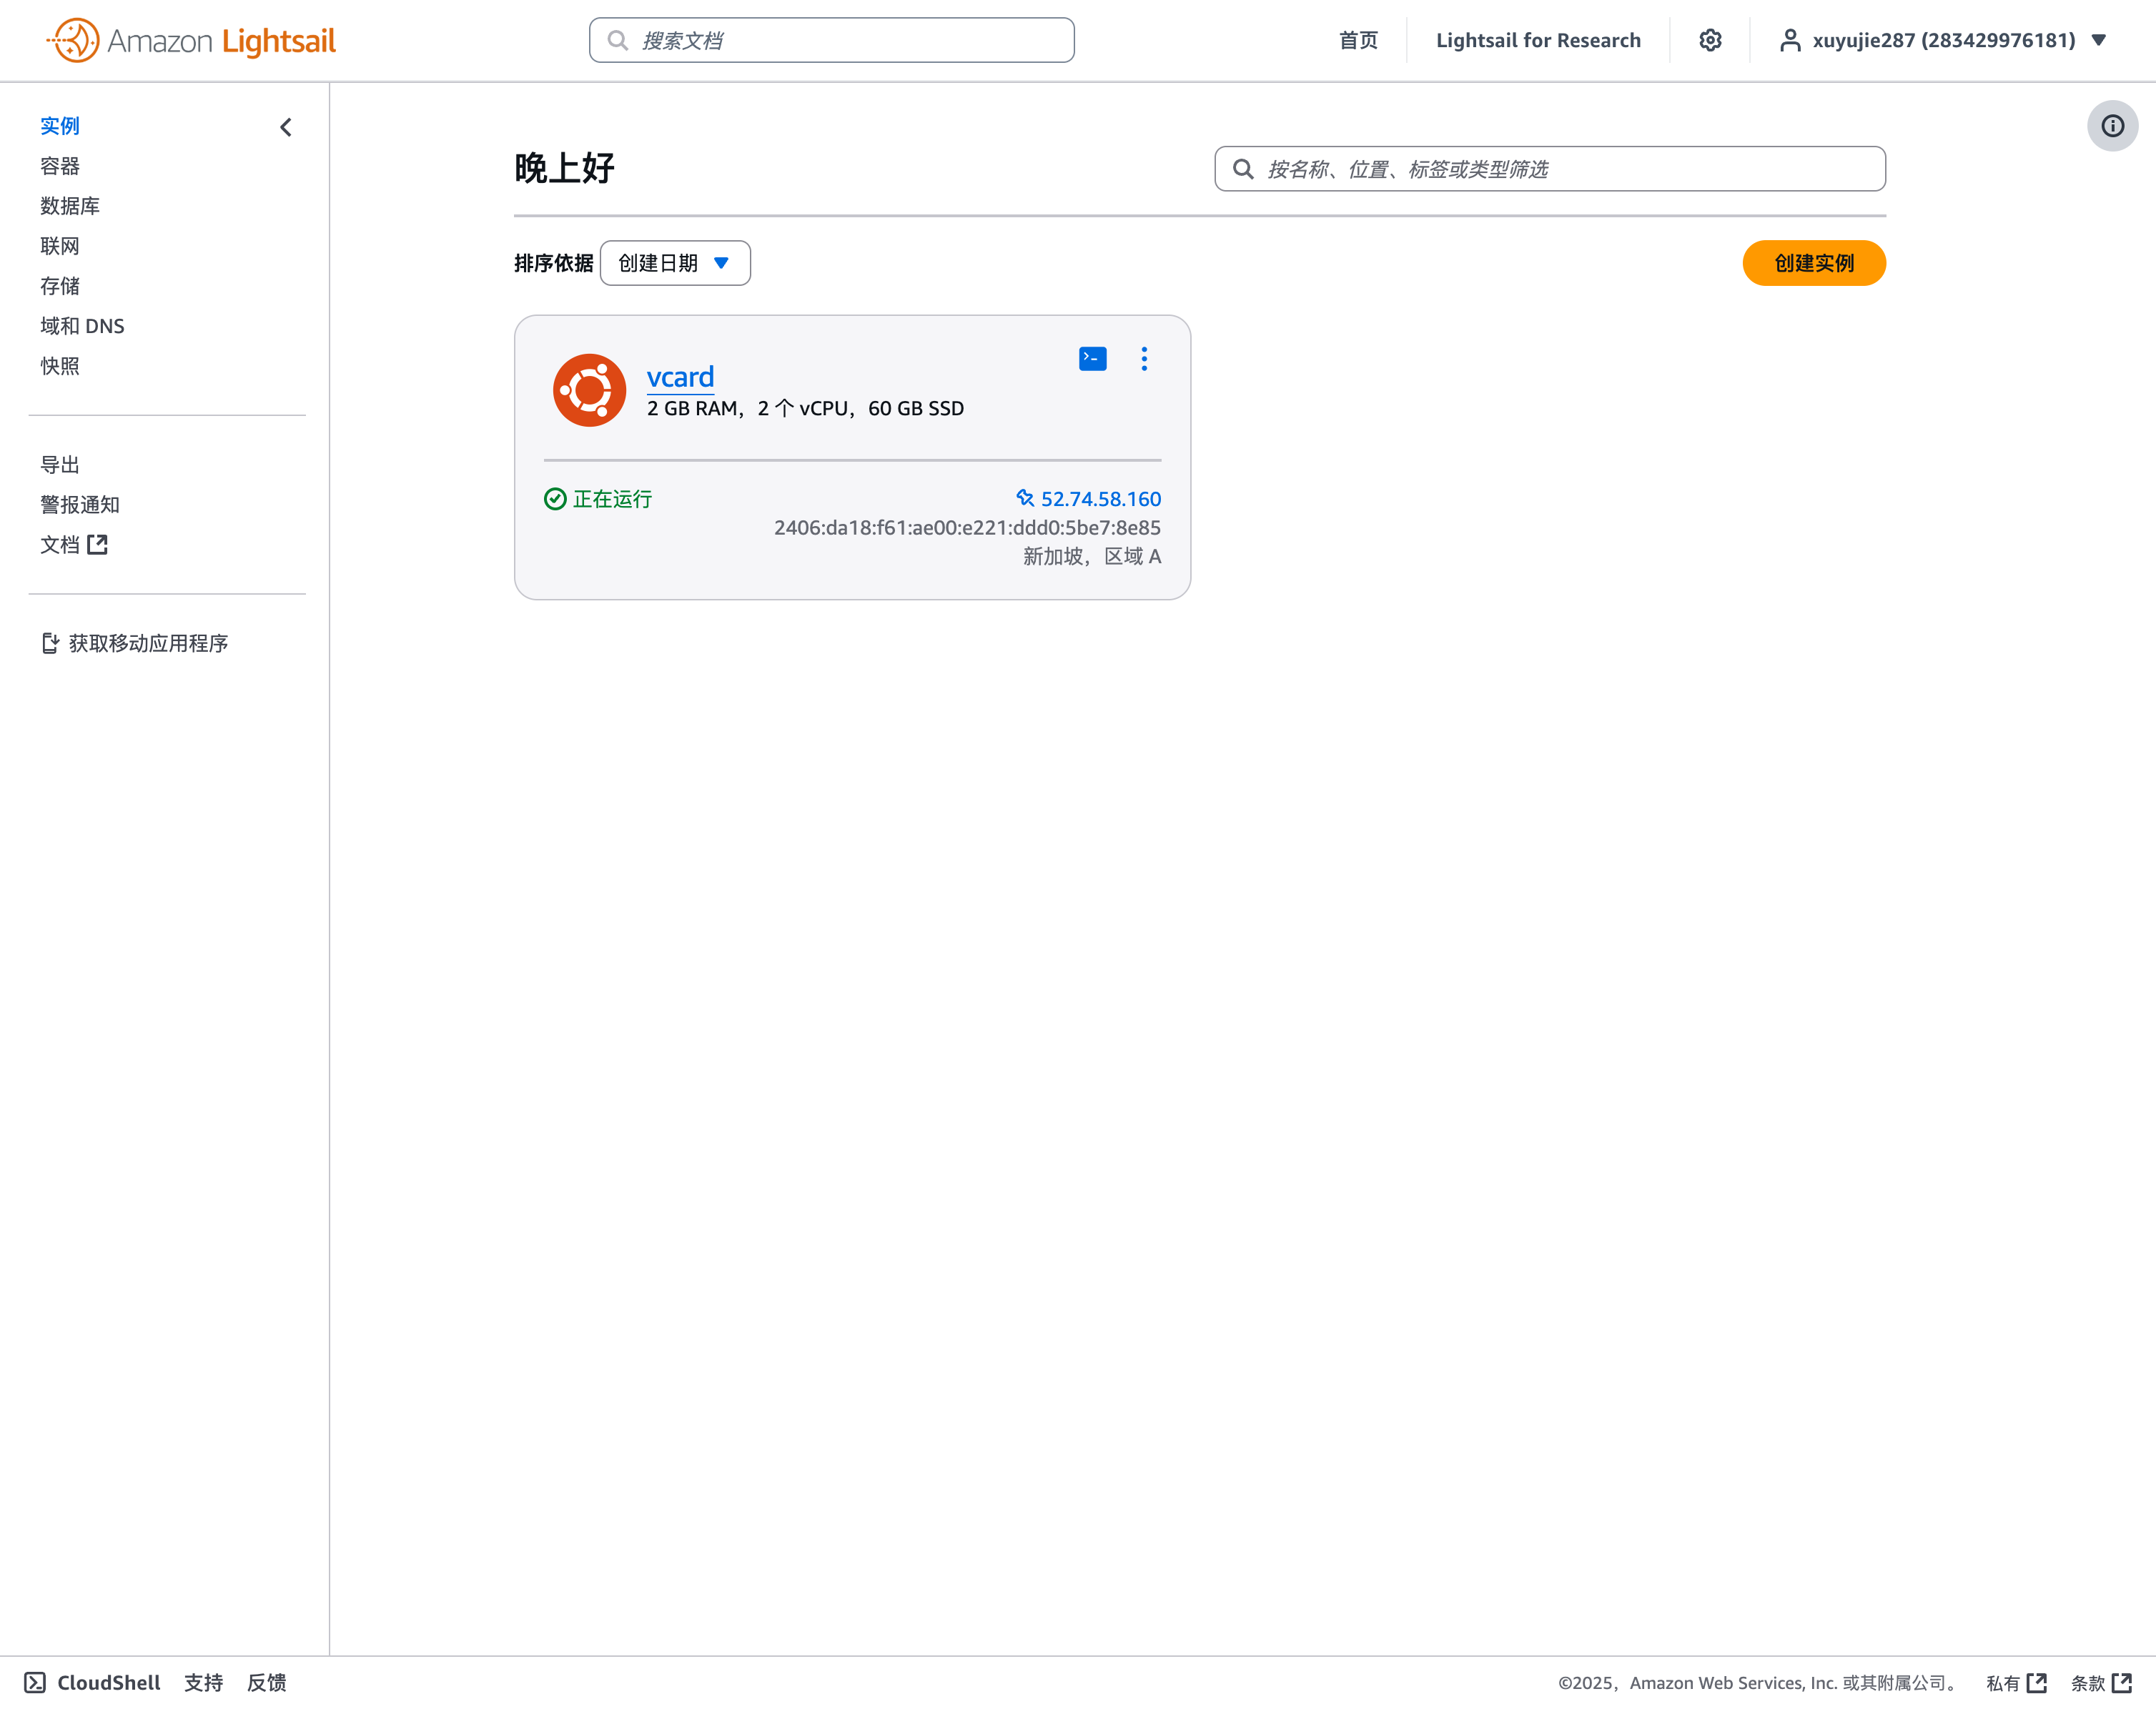 Amazon Lightsail
搜索文档
首页
Lightsail for Research
xuyujie287 (283429976181)
实例
容器
数据库
联网
存储
域和 DNS
快照
导出
警报通知
文档
获取移动应用程序
晚上好
按名称、位置、标签或类型筛选
排序依据 创建日期
创建实例
vcard
2 GB RAM，2 个 vCPU，60 GB SSD
正在运行
52.74.58.160
2406:da18:f61:ae00:e221:ddd0:5be7:8e85
新加坡，区域 A
CloudShell 支持 反馈
©2025，Amazon Web Services, Inc. 或其附属公司。 私有 条款